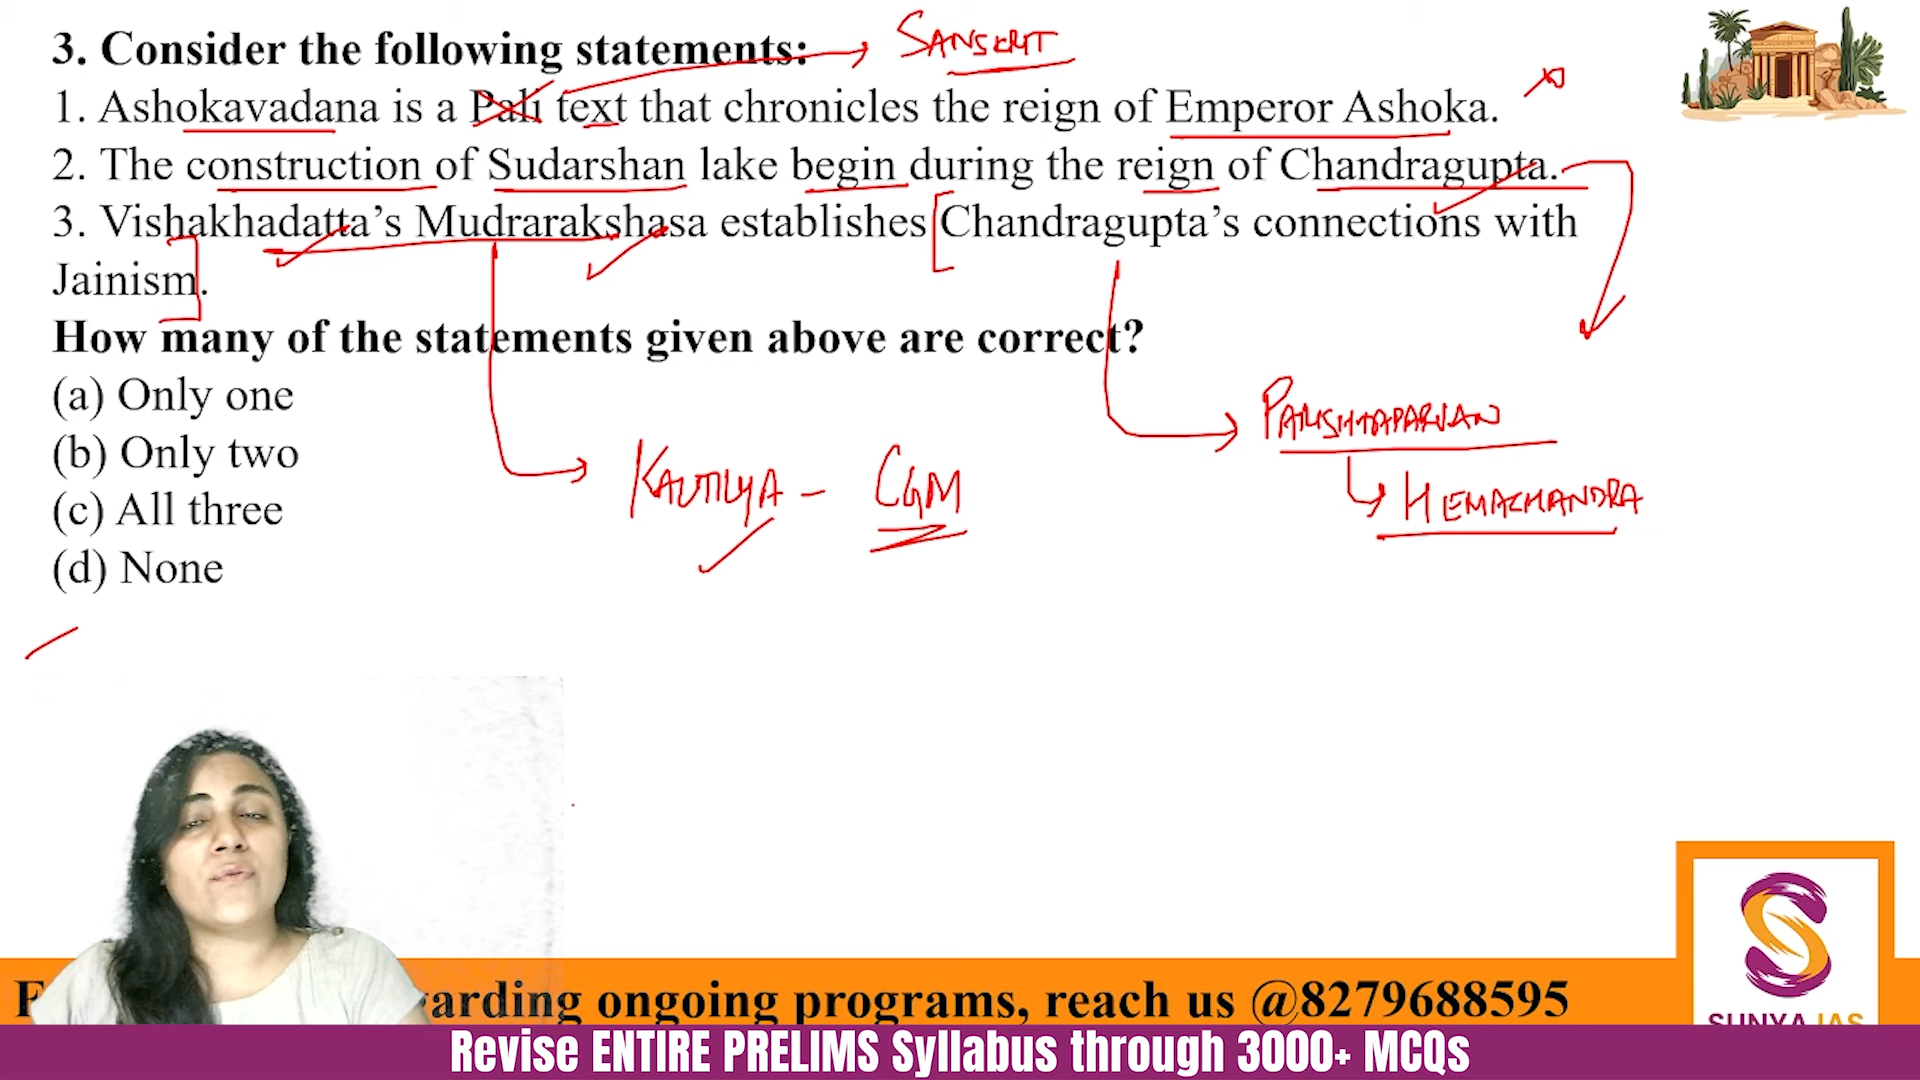 3. Consider the following statements:
SANSKRIT
1. Ashokavadana is a Pali text that chronicles the reign of Emperor Ashoka.
2. The construction of Sudarshan lake begin during the reign of Chandragupta.
3. Vishakhadatta's Mudrarakshasa establishes [Chandragupta's connections with
Jainism].
How many of the statements given above are correct?
(a) Only one
(b) Only two
(c) All three
(d) None
KAUTILYA - CGM
PARISHTAPARVAN
HEMACHANDRA
garding ongoing programs, reach us @8279688595
SUNYA IAS
Revise ENTIRE PRELIMS Syllabus through 3000+ MCQs